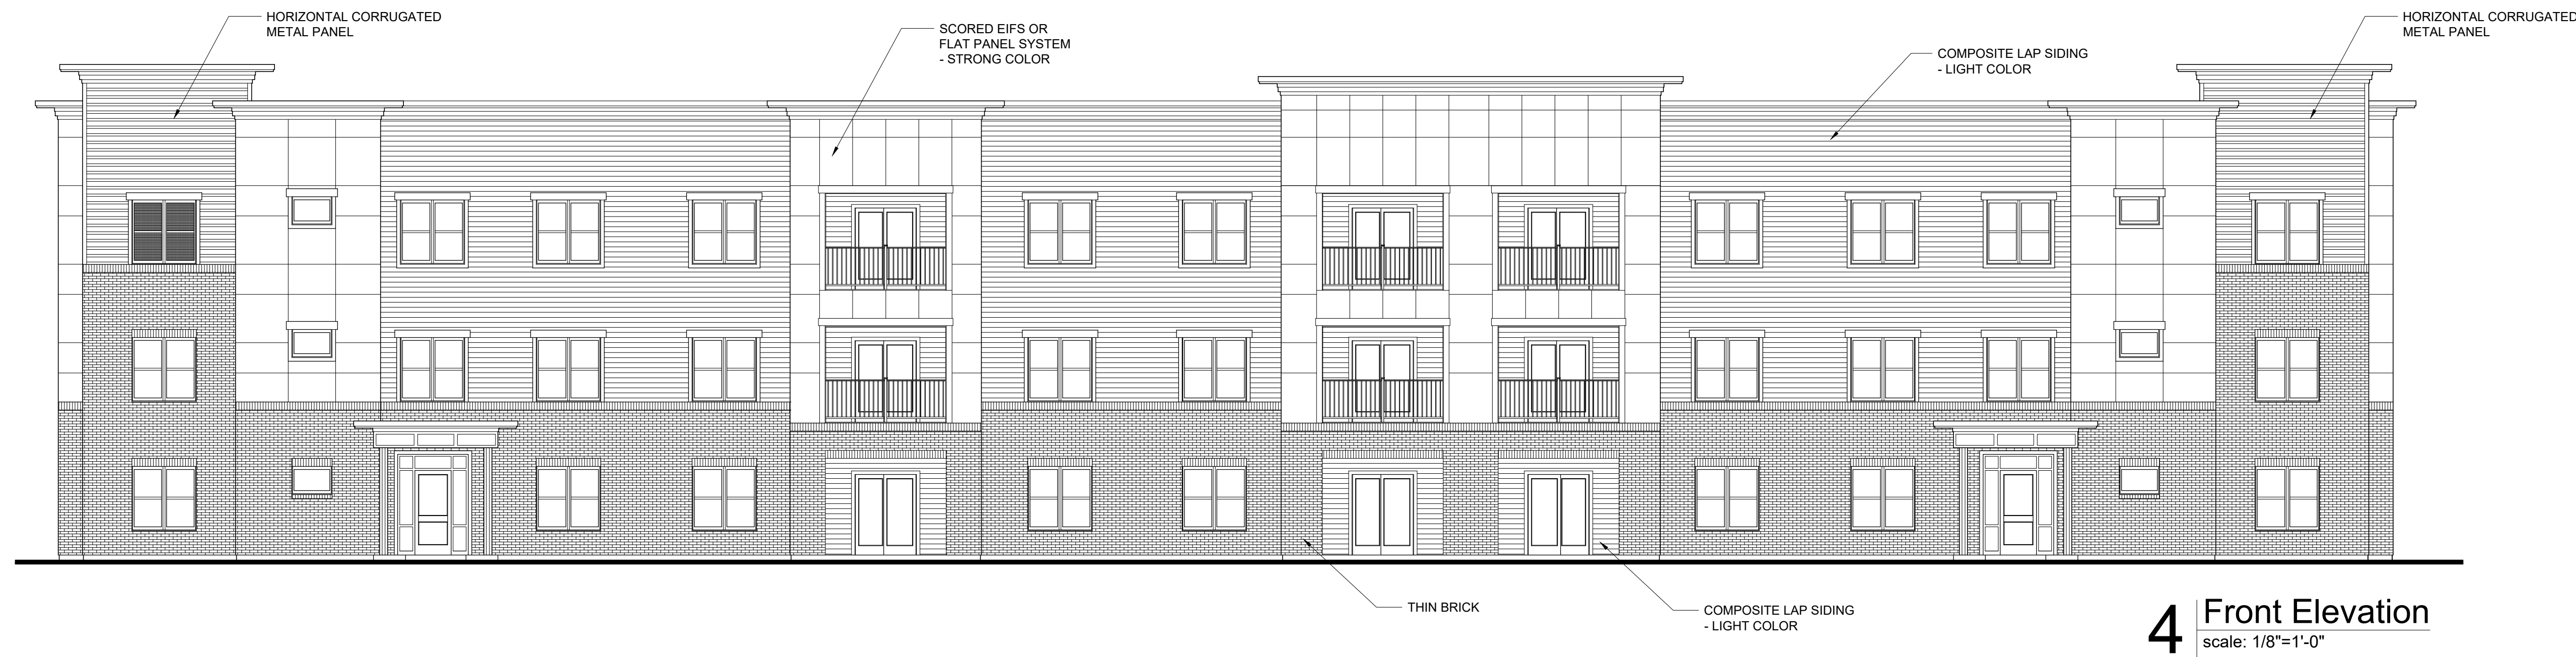 HORIZONTAL CORRUGATED
METAL PANEL
SCORED EIFS OR
FLAT PANEL SYSTEM
- STRONG COLOR
COMPOSITE LAP SIDING
- LIGHT COLOR
HORIZONTAL CORRUGATED
METAL PANEL
THIN BRICK
COMPOSITE LAP SIDING
- LIGHT COLOR
4
Front Elevation
scale: 1/8"=1'-0"